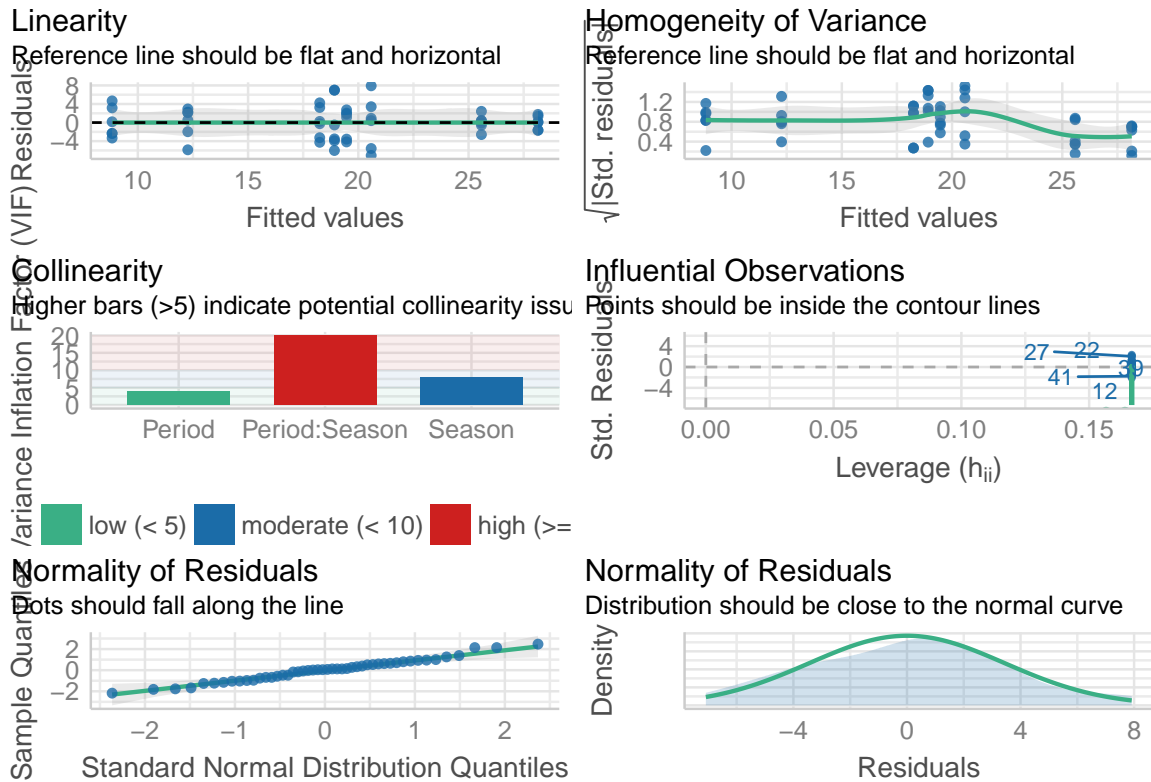 Linearity
Reference line should be flat and horizontal
Residuals
8
4
0
−4
10
15
20
25
Fitted values
Homogeneity of Variance
Reference line should be flat and horizontal
√|Std. residuals|
1.2
0.8
0.4
10
15
20
25
Fitted values
Collinearity
Higher bars (>5) indicate potential collinearity issu
Variance Inflation Factor (VIF)
20
15
10
5
0
Period
Period:Season
Season
low (< 5)
moderate (< 10)
high (>=
Influential Observations
Points should be inside the contour lines
Std. Residuals
4
0
−4
27
22
39
41
12
0.00
0.05
0.10
0.15
Leverage (hii)
Normality of Residuals
Dots should fall along the line
Sample Quantiles
2
0
−2
−2
−1
0
1
2
Standard Normal Distribution Quantiles
Normality of Residuals
Distribution should be close to the normal curve
Density
−4
0
4
8
Residuals